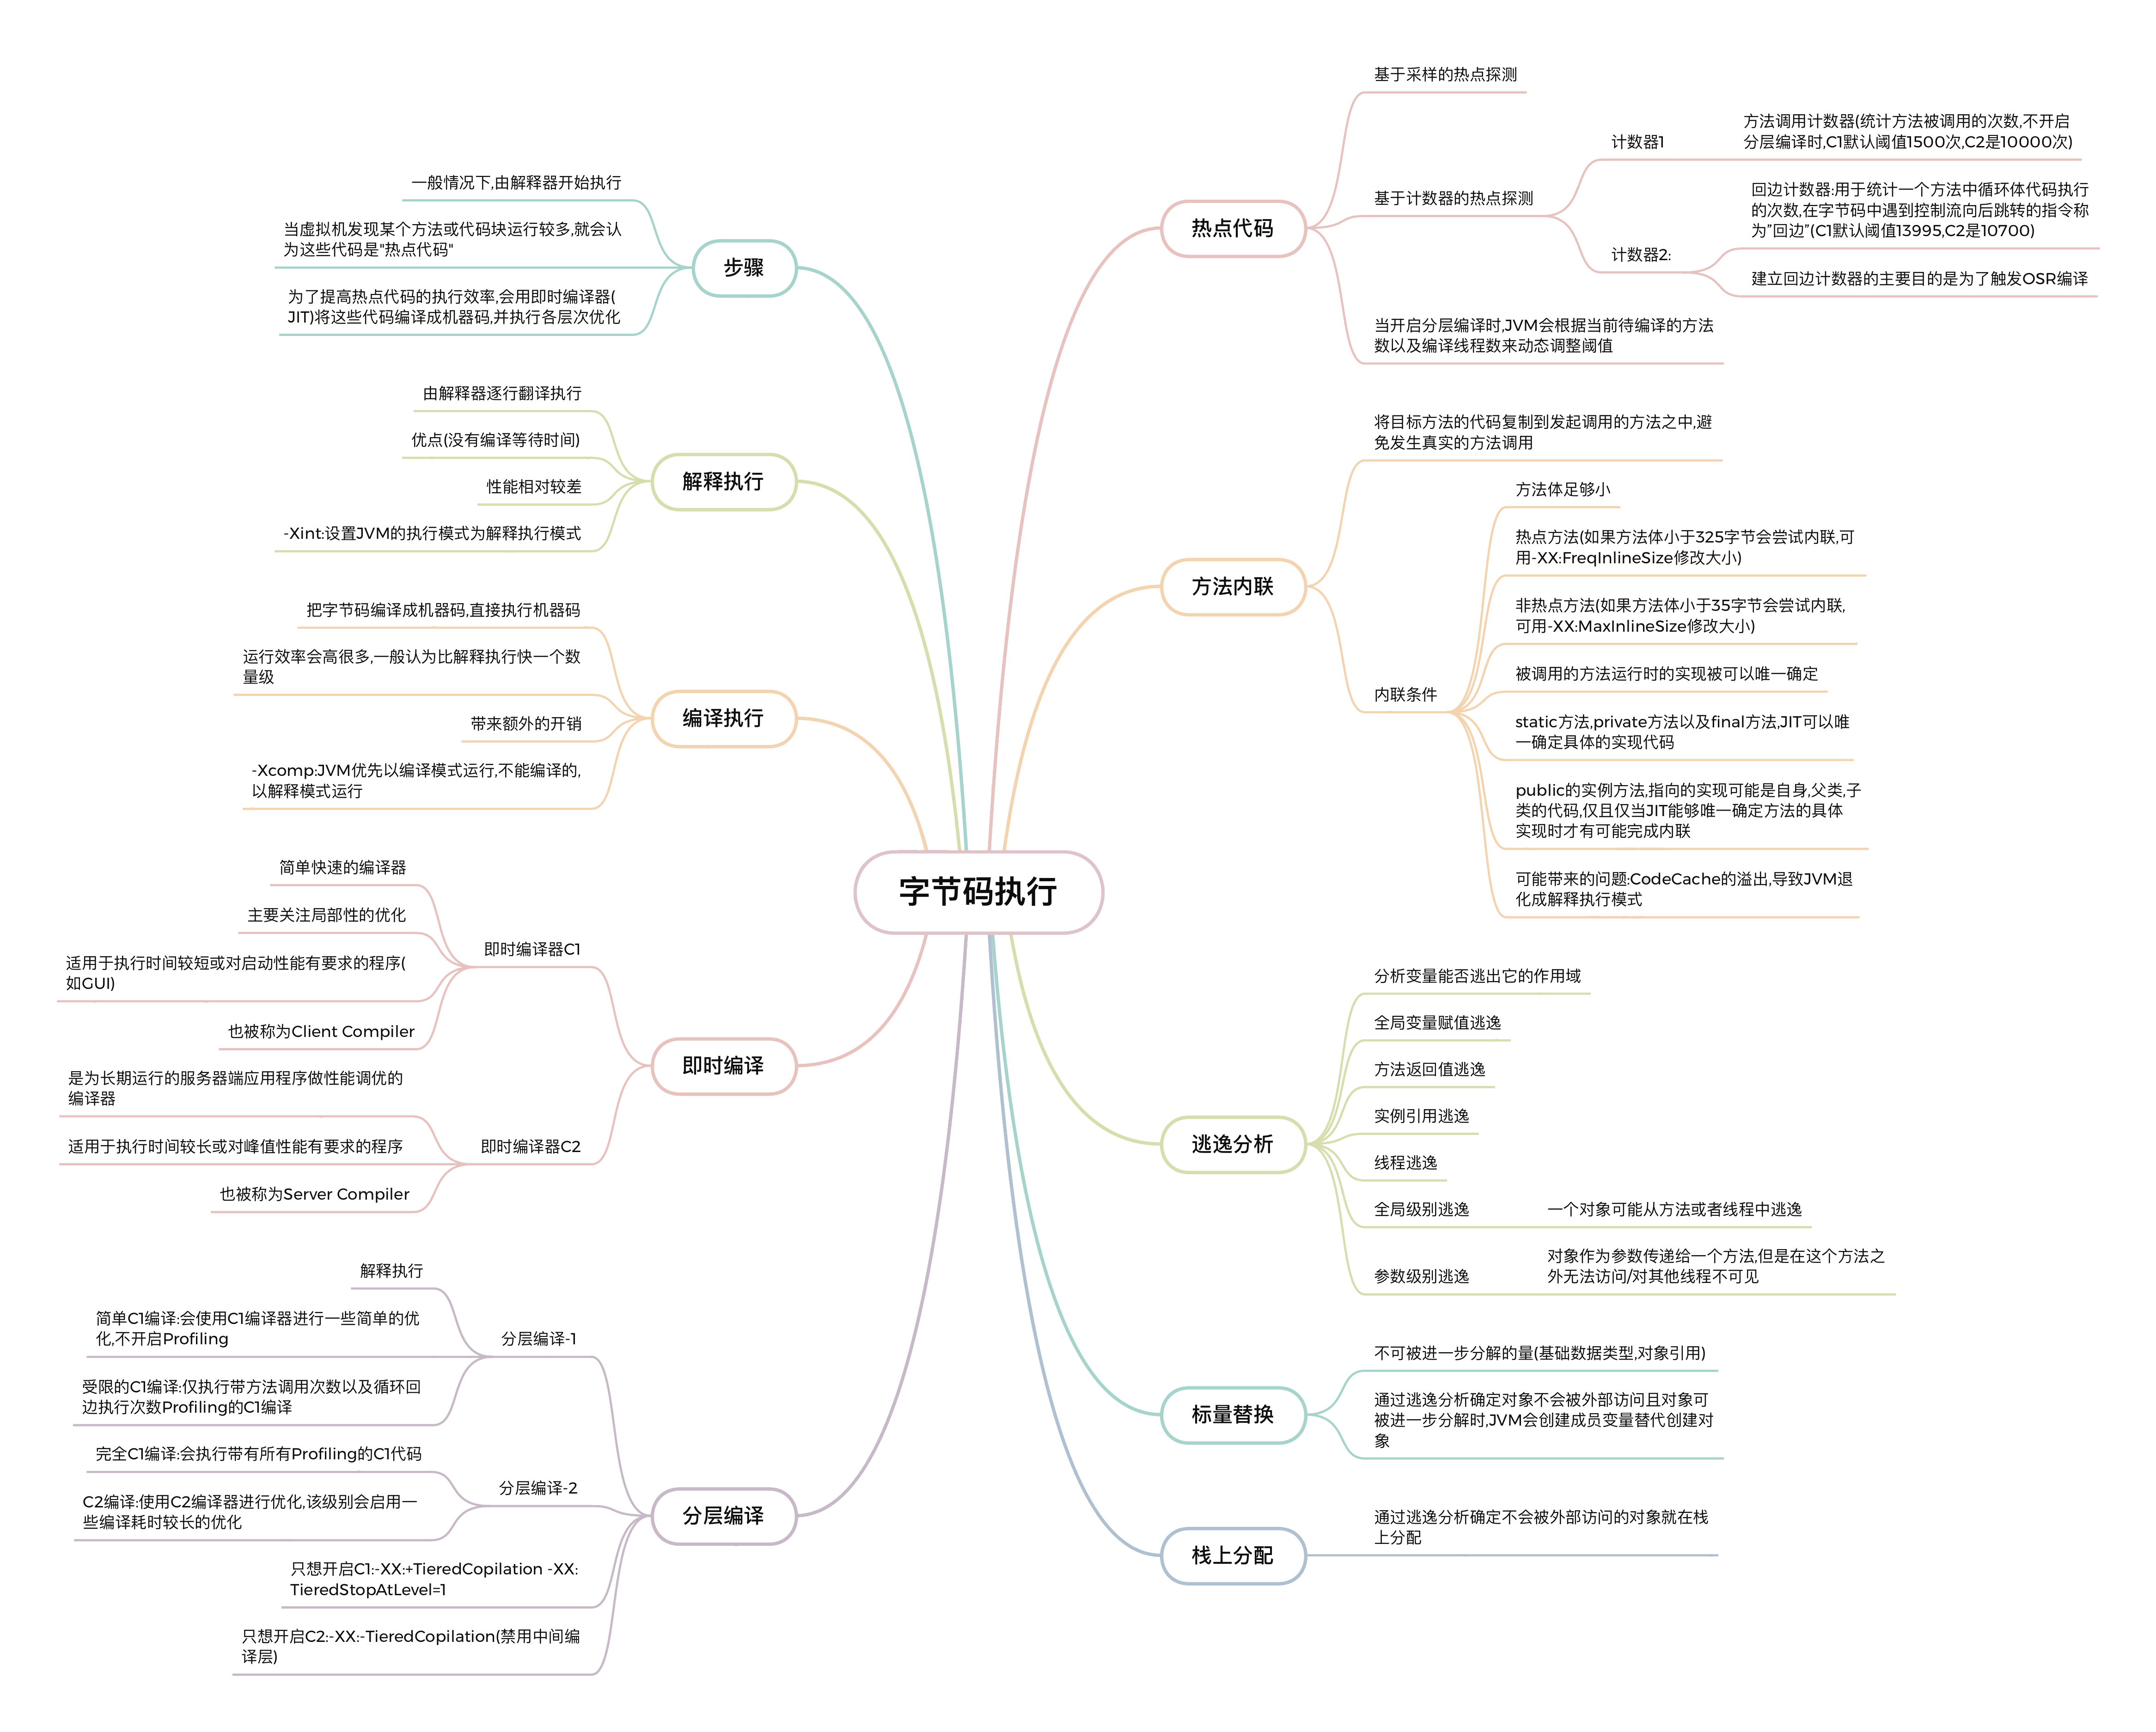 字节码执行
步骤
一般情况下,由解释器开始执行
当虚拟机发现某个方法或代码块运行较多,就会认
为这些代码是"热点代码"
为了提高热点代码的执行效率,会用即时编译器(
JIT)将这些代码编译成机器码,并执行各层次优化
解释执行
由解释器逐行翻译执行
优点(没有编译等待时间)
性能相对较差
-Xint:设置JVM的执行模式为解释执行模式
编译执行
把字节码编译成机器码,直接执行机器码
运行效率会高很多,一般认为比解释执行快一个数
量级
带来额外的开销
-Xcomp:JVM优先以编译模式运行,不能编译的,
以解释模式运行
即时编译
即时编译器C1
简单快速的编译器
主要关注局部性的优化
适用于执行时间较短或对启动性能有要求的程序(
如GUI)
也被称为Client Compiler
即时编译器C2
是为长期运行的服务器端应用程序做性能调优的
编译器
适用于执行时间较长或对峰值性能有要求的程序
也被称为Server Compiler
分层编译
分层编译-1
解释执行
简单C1编译:会使用C1编译器进行一些简单的优
化,不开启Profiling
受限的C1编译:仅执行带方法调用次数以及循环回
边执行次数Profiling的C1编译
分层编译-2
完全C1编译:会执行带有所有Profiling的C1代码
C2编译:使用C2编译器进行优化,该级别会启用一
些编译耗时较长的优化
只想开启C1:-XX:+TieredCopilation -XX:
TieredStopAtLevel=1
只想开启C2:-XX:-TieredCopilation(禁用中间编
译层)
热点代码
基于采样的热点探测
基于计数器的热点探测
计数器1
方法调用计数器(统计方法被调用的次数,不开启
分层编译时,C1默认阈值1500次,C2是10000次)
计数器2:
回边计数器:用于统计一个方法中循环体代码执行
的次数,在字节码中遇到控制流向后跳转的指令称
为"回边"(C1默认阈值13995,C2是10700)
建立回边计数器的主要目的是为了触发OSR编译
当开启分层编译时,JVM会根据当前待编译的方法
数以及编译线程数来动态调整阈值
方法内联
将目标方法的代码复制到发起调用的方法之中,避
免发生真实的方法调用
内联条件
方法体足够小
热点方法(如果方法体小于325字节会尝试内联,可
用-XX:FreqInlineSize修改大小)
非热点方法(如果方法体小于35字节会尝试内联,
可用-XX:MaxInlineSize修改大小)
被调用的方法运行时的实现被可以唯一确定
static方法,private方法以及final方法,JIT可以唯
一确定具体的实现代码
public的实例方法,指向的实现可能是自身,父类,子
类的代码,仅且仅当JIT能够唯一确定方法的具体
实现时才有可能完成内联
可能带来的问题:CodeCache的溢出,导致JVM退
化成解释执行模式
逃逸分析
分析变量能否逃出它的作用域
全局变量赋值逃逸
方法返回值逃逸
实例引用逃逸
线程逃逸
全局级别逃逸
一个对象可能从方法或者线程中逃逸
参数级别逃逸
对象作为参数传递给一个方法,但是在这个方法之
外无法访问/对其他线程不可见
标量替换
不可被进一步分解的量(基础数据类型,对象引用)
通过逃逸分析确定对象不会被外部访问且对象可
被进一步分解时,JVM会创建成员变量替代创建对
象
栈上分配
通过逃逸分析确定不会被外部访问的对象就在栈
上分配